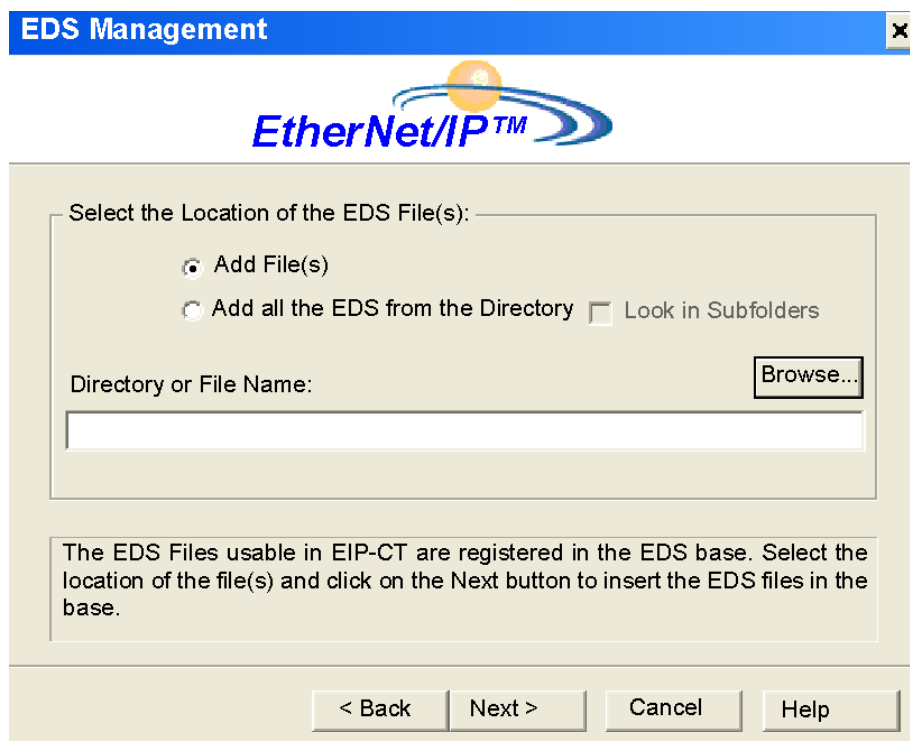 EDS Management
EtherNet/IP™
Select the Location of the EDS File(s):
Add File(s)
Add all the EDS from the Directory Look in Subfolders
Directory or File Name: Browse...
The EDS Files usable in EIP-CT are registered in the EDS base. Select the
location of the file(s) and click on the Next button to insert the EDS files in the
base.
< Back Next > Cancel Help